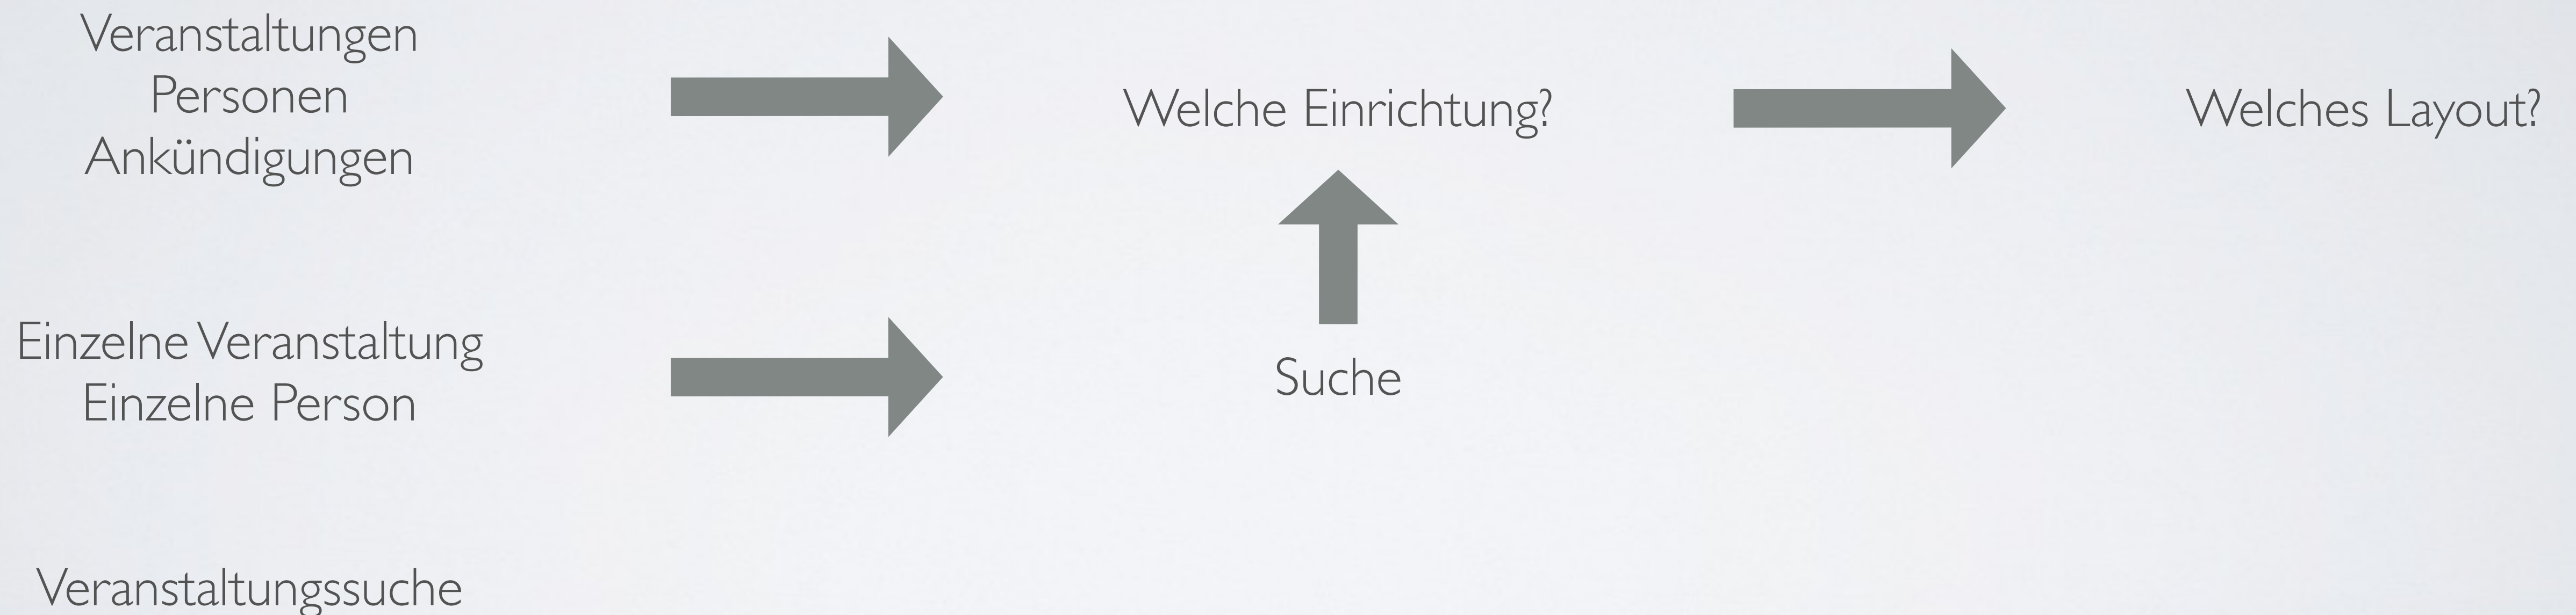 Veranstaltungen
Personen
Ankündigungen
Welche Einrichtung?
Welches Layout?
Einzelne Veranstaltung
Einzelne Person
Suche
Veranstaltungssuche